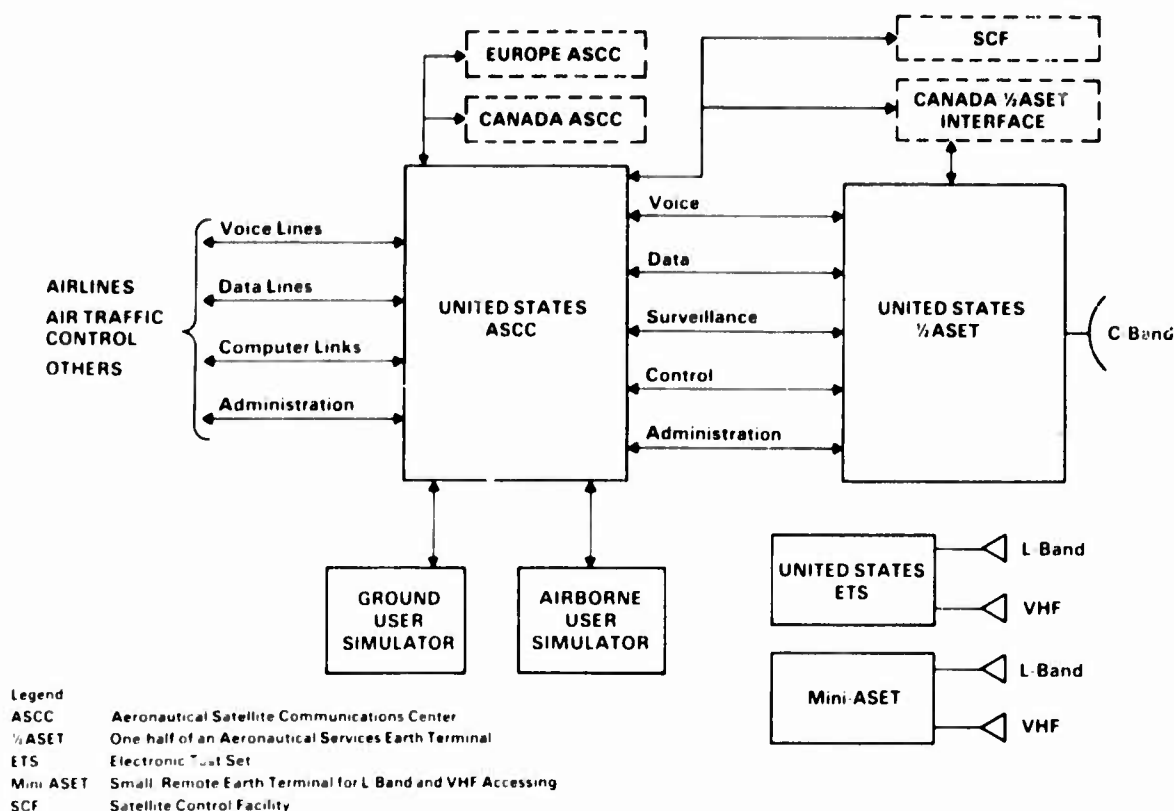 EUROPE ASCC
CANADA ASCC
SCF
CANADA ½ASET
INTERFACE
AIRLINES
AIR TRAFFIC
CONTROL
OTHERS
Voice Lines
Data Lines
Computer Links
Administration
UNITED STATES
ASCC
Voice
Data
Surveillance
Control
Administration
UNITED STATES
½ASET
C-Band
GROUND
USER
SIMULATOR
AIRBORNE
USER
SIMULATOR
UNITED STATES
ETS
L-Band
VHF
Mini-ASET
L-Band
VHF
Legend
ASCC Aeronautical Satellite Communications Center
½ASET One half of an Aeronautical Services Earth Terminal
ETS Electronic Test Set
Mini-ASET Small, Remote Earth Terminal for L Band and VHF Accessing
SCF Satellite Control Facility